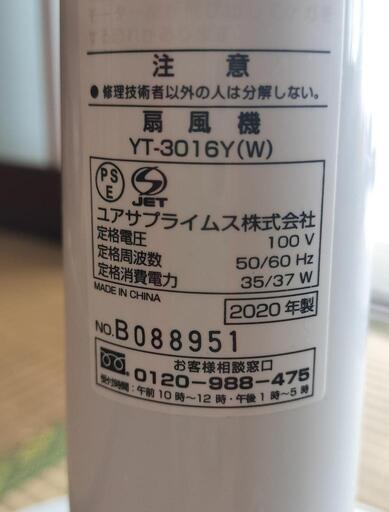 注意
●修理技術者以外の人は分解しない。
扇風機
YT-3016Y(W)
PS
E
JET
ユアサプライムス株式会社
定格電圧 100 V
定格周波数 50/60 Hz
定格消費電力 35/37 W
MADE IN CHINA
2020年製
NO.B088951
お客様相談窓口
0120-988-475
受付時間：午前10時～12時・午後1時～5時